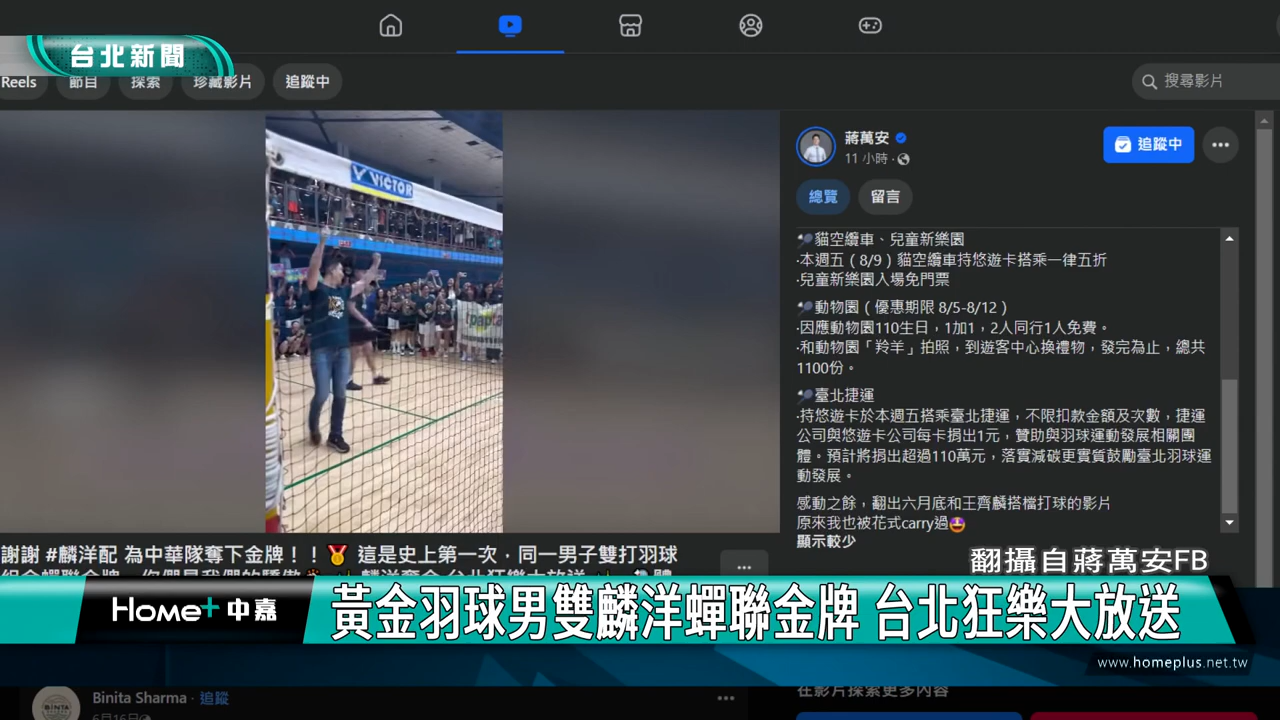 台北新聞
Reels
節目
探索
珍藏影片
追蹤中
搜尋影片
VICTOR
蔣萬安
11 小時
追蹤中
總覽
留言
🏸貓空纜車、兒童新樂園
·本週五（8/9）貓空纜車持悠遊卡搭乘一律五折
·兒童新樂園入場免門票
🏸動物園（優惠期限 8/5-8/12）
·因應動物園110生日，1加1，2人同行1人免費。
·和動物園「羚羊」拍照，到遊客中心換禮物，發完為止，總共
1100份。
🏸臺北捷運
·持悠遊卡於本週五搭乘臺北捷運，不限扣款金額及次數，捷運
公司與悠遊卡公司每卡捐出1元，贊助與羽球運動發展相關團
體。預計將捐出超過110萬元，落實減碳更實質鼓勵臺北羽球運
動發展。
感動之餘，翻出六月底和王齊麟搭檔打球的影片
原來我也被花式carry過🤩
顯示較少
謝謝 #麟洋配 為中華隊奪下金牌！！🏅 這是史上第一次，同一男子雙打羽球
翻攝自蔣萬安FB
Home+ 中嘉
黃金羽球男雙麟洋蟬聯金牌 台北狂樂大放送
www.homeplus.net.tw
Binita Sharma · 追蹤
6月16日
在影片探索更多內容